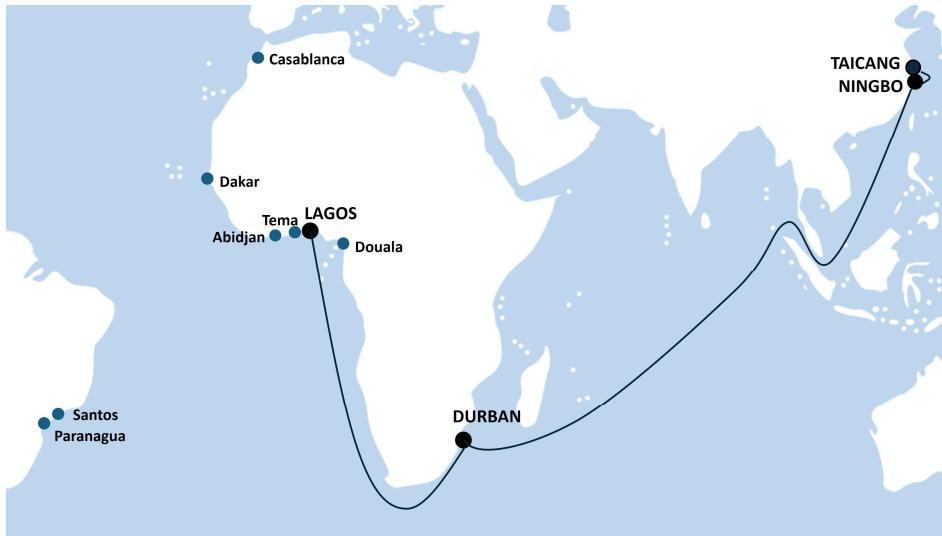 Casablanca
TAICANG
NINGBO
Dakar
Tema
LAGOS
Abidjan
Douala
Santos
Paranagua
DURBAN